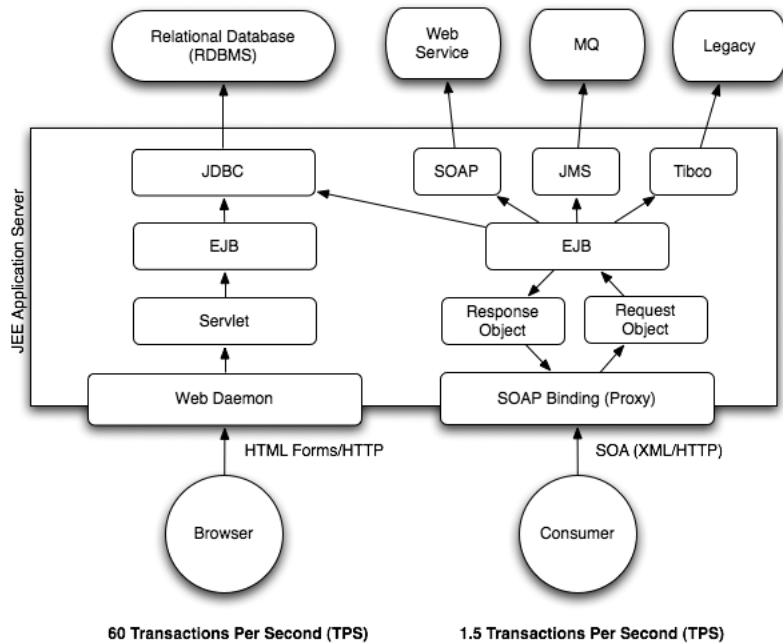 Relational Database
(RDBMS)
Web
Service
MQ
Legacy
JEE Application Server
JDBC
SOAP
JMS
Tibco
EJB
EJB
Servlet
Response
Object
Request
Object
Web Daemon
SOAP Binding (Proxy)
HTML Forms/HTTP
SOA (XML/HTTP)
Browser
Consumer
60 Transactions Per Second (TPS)
1.5 Transactions Per Second (TPS)